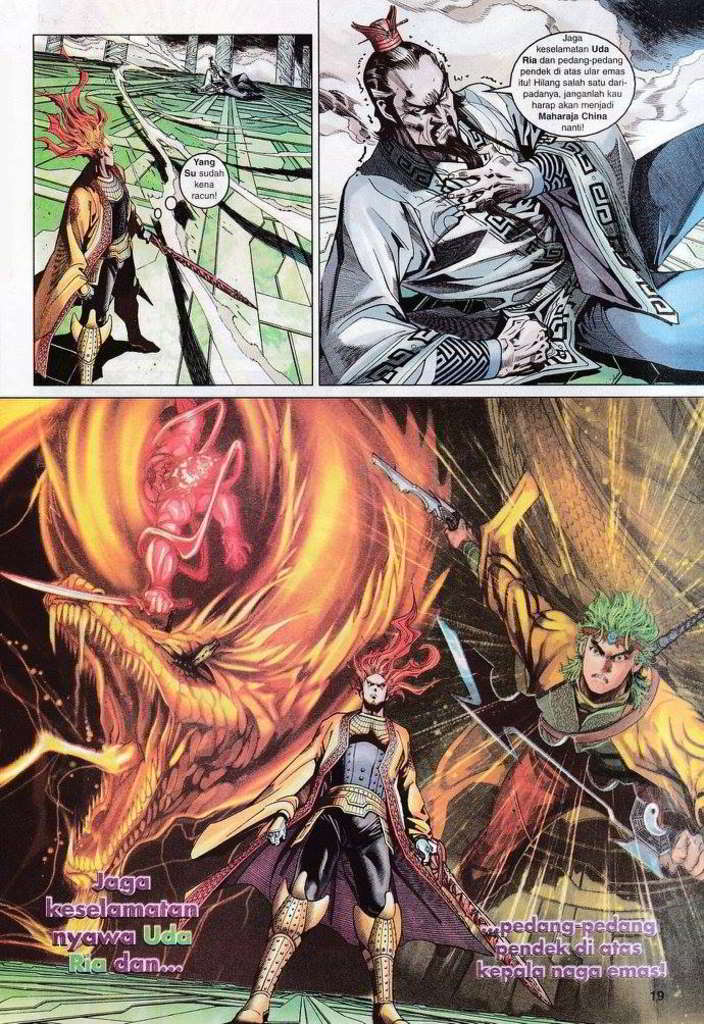 Yang
Su sudah
kena
racun!
Jaga
keselamatan Uda
Ria dan pedang-pedang
pendek di atas ular emas
itu! Hilang salah satu dari-
padanya, janganlah kau
harap akan menjadi
Maharaja China
nanti!
Jaga
keselamatan
nyawa Uda
Ria dan...
...pedang-pedang
pendek di atas
kepala naga emas!
19